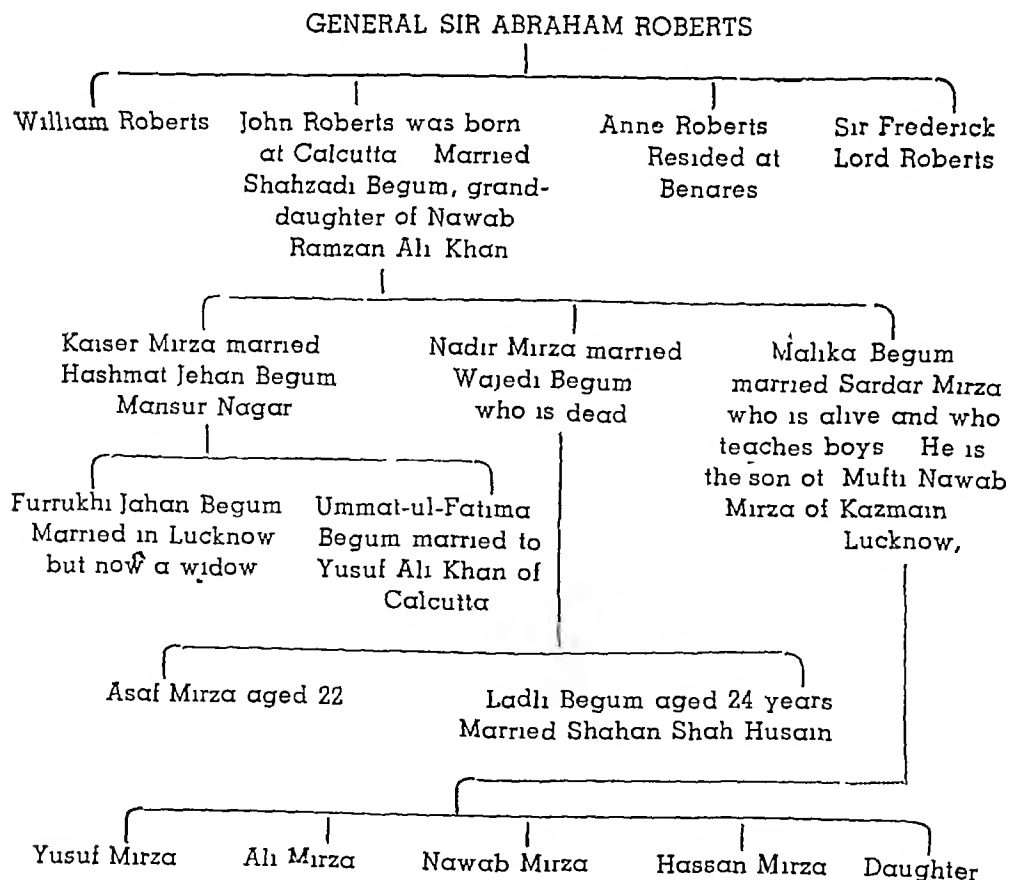 GENERAL SIR ABRAHAM ROBERTS
William Roberts
John Roberts was born
at Calcutta Married
Shahzadi Begum, grand-
daughter of Nawab
Ramzan Ali Khan
Anne Roberts
Resided at
Benares
Sir Frederick
Lord Roberts
Kaiser Mirza married
Hashmat Jehan Begum
Mansur Nagar
Nadir Mirza married
Wajedi Begum
who is dead
Malika Begum
married Sardar Mirza
who is alive and who
teaches boys He is
the son of Mufti Nawab
Mirza of Kazmain
Lucknow,
Furrukhi Jahan Begum
Married in Lucknow
but now a widow
Ummat-ul-Fatima
Begum married to
Yusuf Ali Khan of
Calcutta
Asaf Mirza aged 22
Ladli Begum aged 24 years
Married Shahan Shah Husain
Yusuf Mirza
Ali Mirza
Nawab Mirza
Hassan Mirza
Daughter